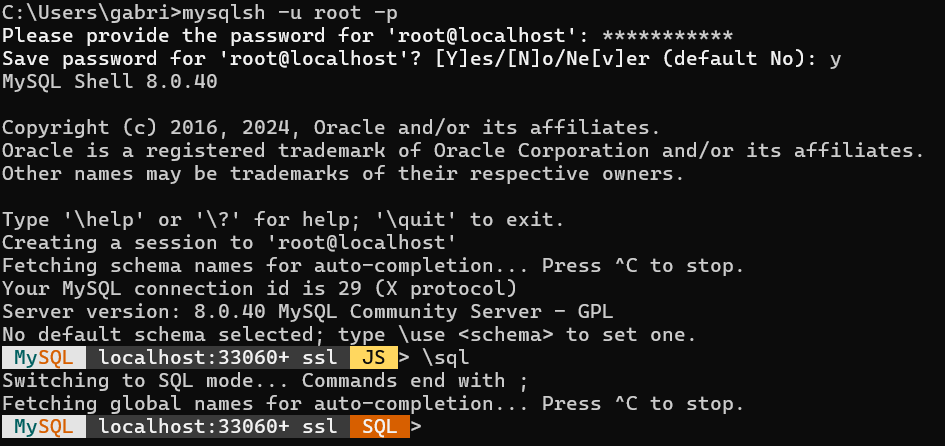 C:\Users\gabri>mysqlsh -u root -p
Please provide the password for 'root@localhost': ***********
Save password for 'root@localhost'? [Y]es/[N]o/Ne[v]er (default No): y
MySQL Shell 8.0.40

Copyright (c) 2016, 2024, Oracle and/or its affiliates.
Oracle is a registered trademark of Oracle Corporation and/or its affiliates.
Other names may be trademarks of their respective owners.

Type '\help' or '\?' for help; '\quit' to exit.
Creating a session to 'root@localhost'
Fetching schema names for auto-completion... Press ^C to stop.
Your MySQL connection id is 29 (X protocol)
Server version: 8.0.40 MySQL Community Server - GPL
No default schema selected; type \use <schema> to set one.
MySQL localhost:33060+ ssl JS > \sql
Switching to SQL mode... Commands end with ;
Fetching global names for auto-completion... Press ^C to stop.
MySQL localhost:33060+ ssl SQL >